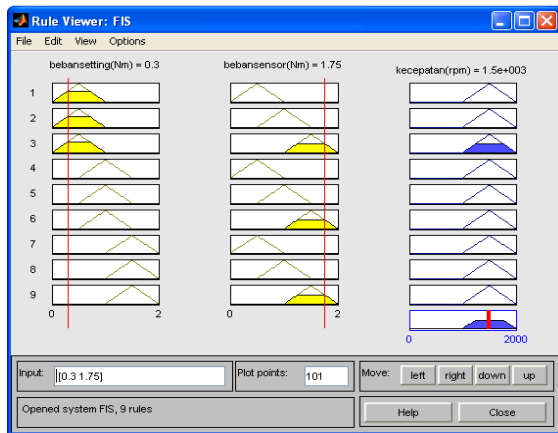 Rule Viewer: FIS
File Edit View Options
bebansetting(Nm) = 0.3 bebansensor(Nm) = 1.75 kecepatan(rpm) = 1.5e+003
1
2
3
4
5
6
7
8
9
0 2 0 2
0 2000
Input: [0.3 1.75] Plot points: 101 Move: left right down up
Opened system FIS, 9 rules Help Close